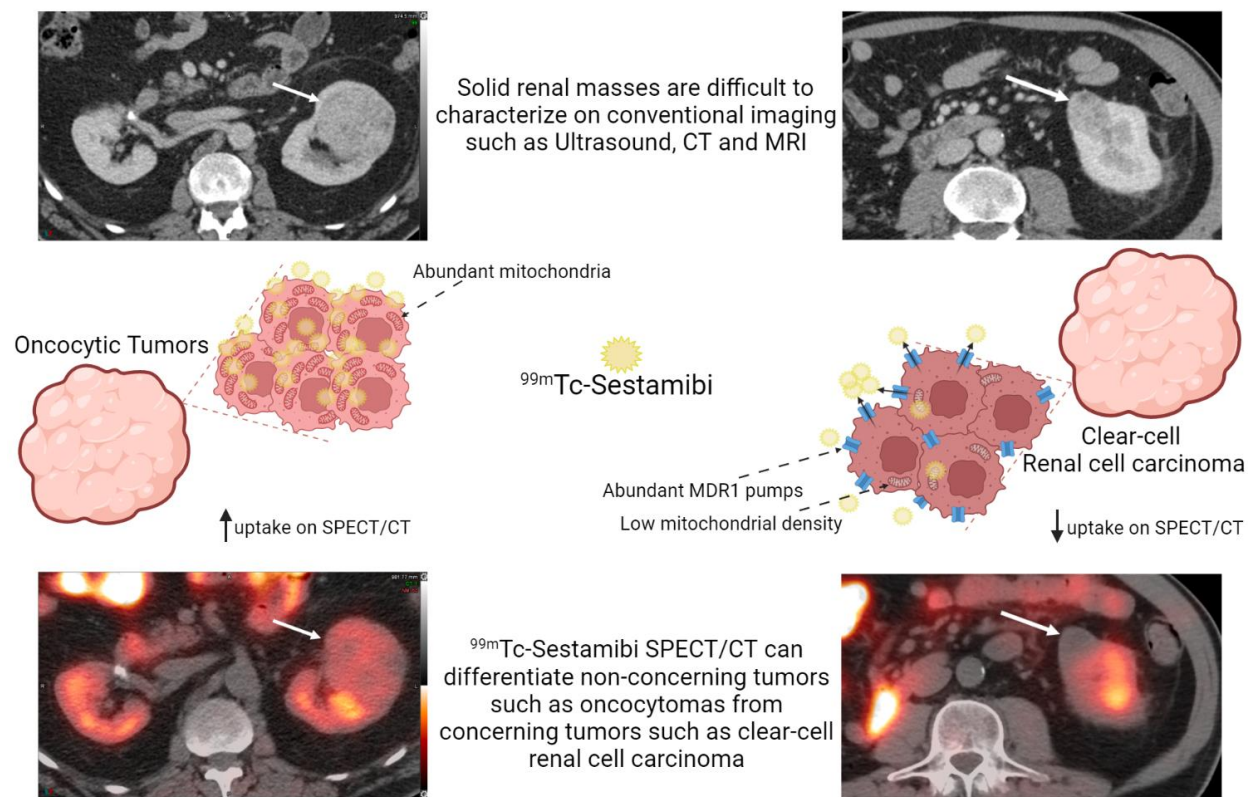 Solid renal masses are difficult to
characterize on conventional imaging
such as Ultrasound, CT and MRI
Abundant mitochondria
Oncocytic Tumors
⁹⁹ᵐTc-Sestamibi
Clear-cell
Renal cell carcinoma
Abundant MDR1 pumps
Low mitochondrial density
uptake on SPECT/CT
uptake on SPECT/CT
⁹⁹ᵐTc-Sestamibi SPECT/CT can
differentiate non-concerning tumors
such as oncocytomas from
concerning tumors such as clear-cell
renal cell carcinoma